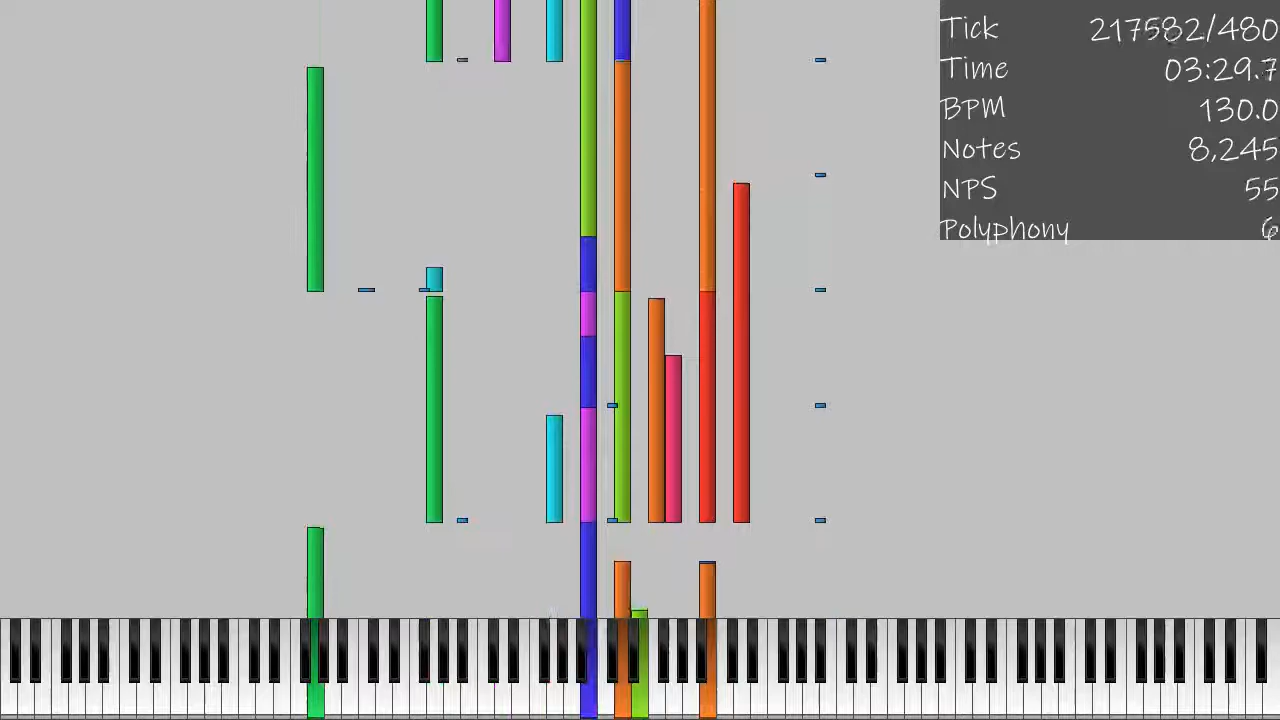 Tick 217582/480
Time 03:29.7
BPM 130.0
Notes 8,245
NPS 55
Polyphony 6